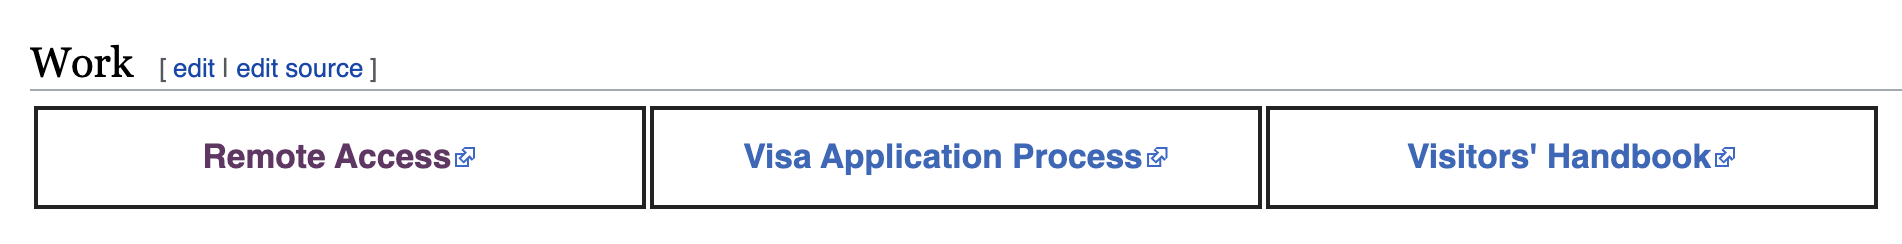 Work [ edit | edit source ]
Remote Access Visa Application Process Visitors' Handbook